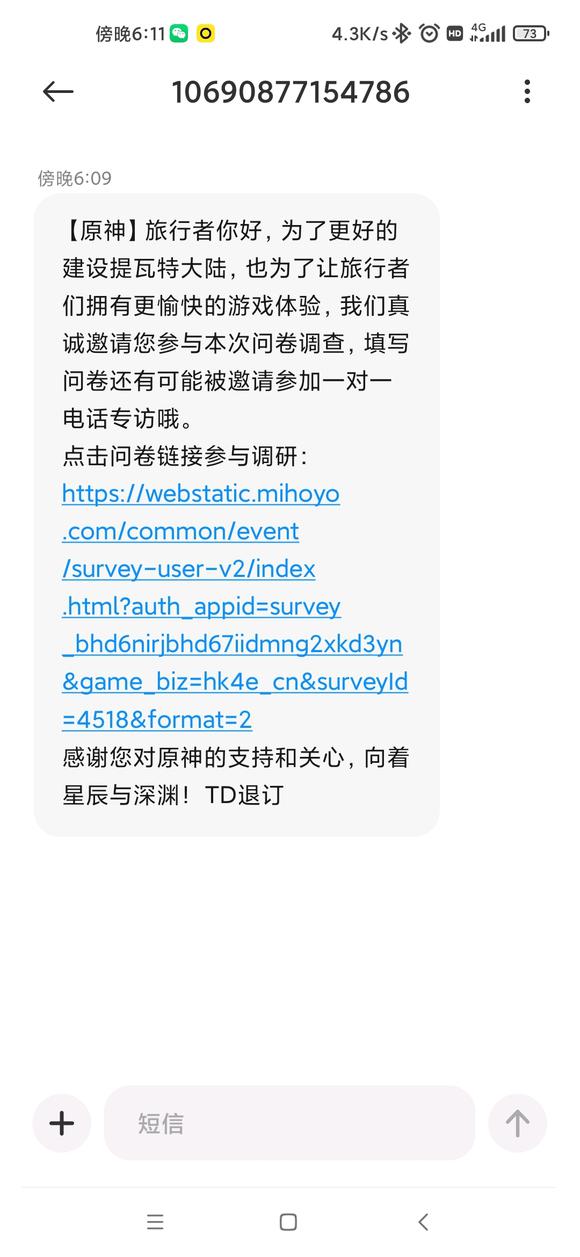 傍晚6:11 4.3K/s HD 4G 73
10690877154786
傍晚6:09
【原神】旅行者你好，为了更好的
建设提瓦特大陆，也为了让旅行者
们拥有更愉快的游戏体验，我们真
诚邀请您参与本次问卷调查，填写
问卷还有可能被邀请参加一对一
电话专访哦。
点击问卷链接参与调研：
https://webstatic.mihoyo
.com/common/event
/survey-user-v2/index
.html?auth_appid=survey
_bhd6nirjbhd67iidmng2xkd3yn
&game_biz=hk4e_cn&surveyId
=4518&format=2
感谢您对原神的支持和关心，向着
星辰与深渊！TD退订
短信